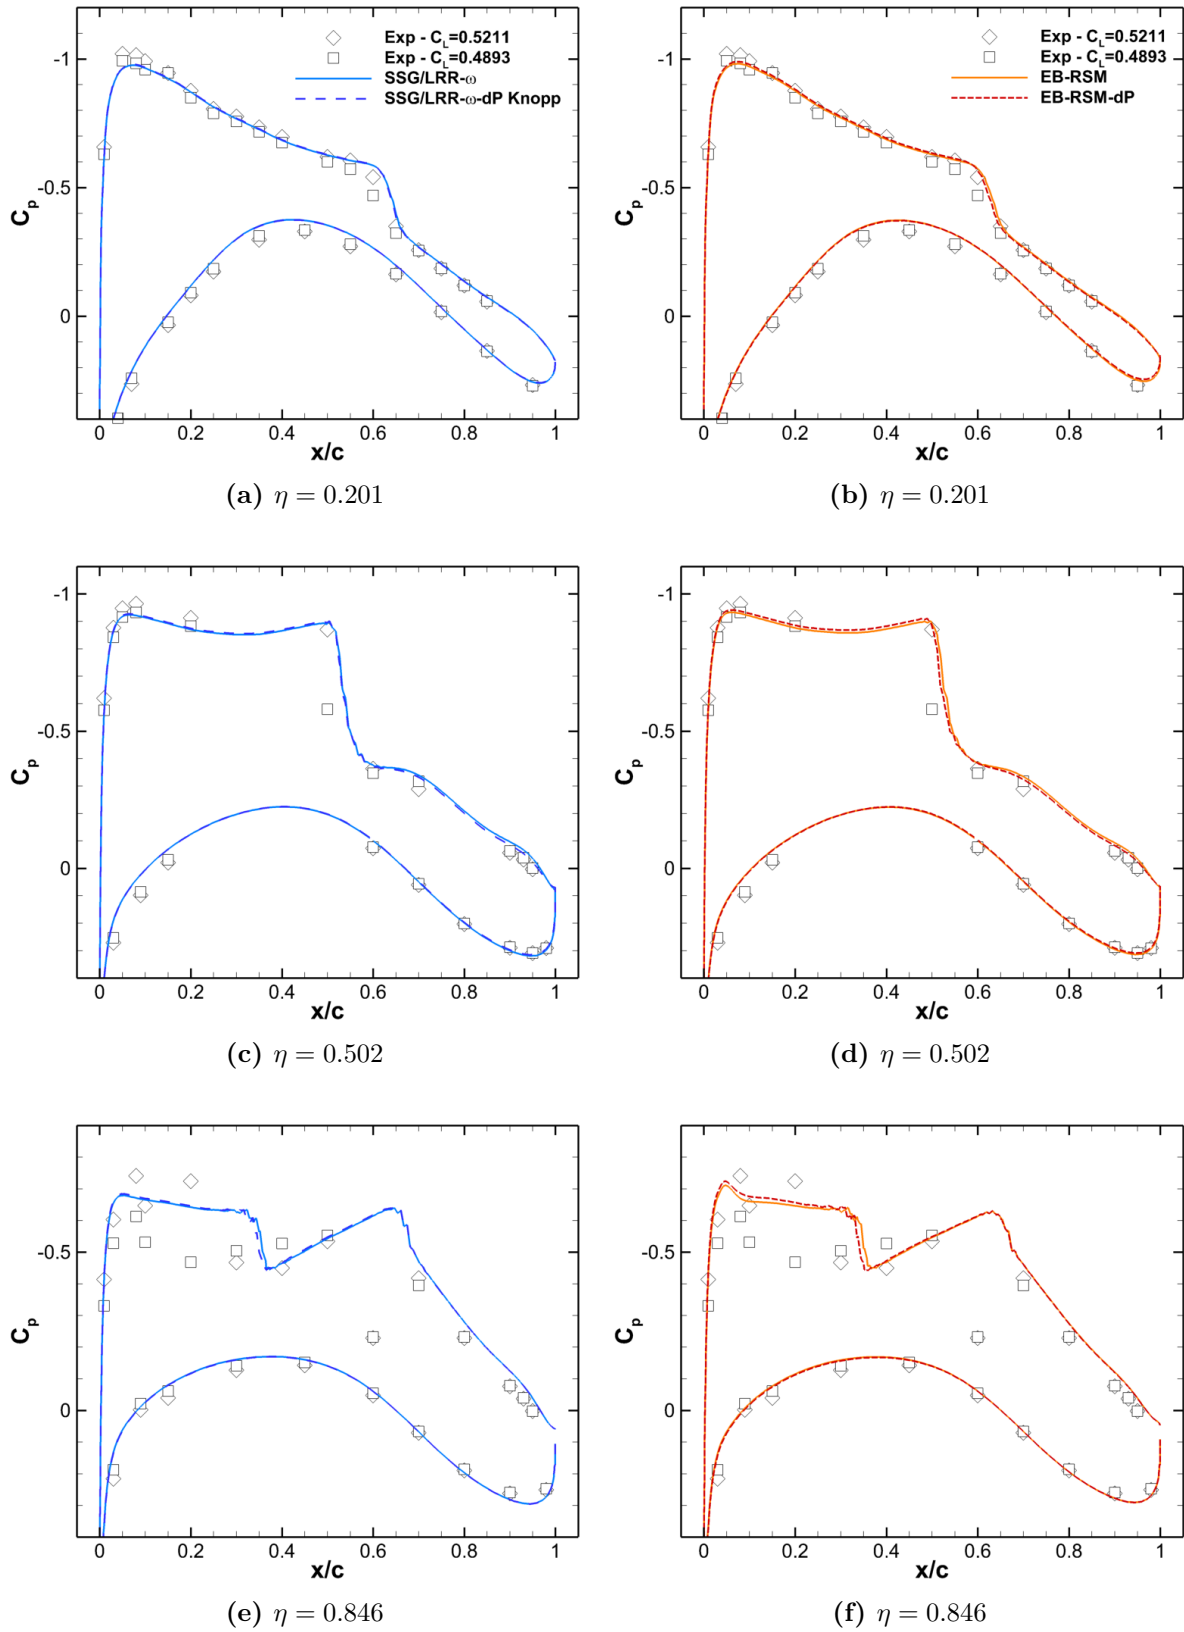 Exp - C_L=0.5211
Exp - C_L=0.4893
SSG/LRR-ω
SSG/LRR-ω-dP Knopp
-1
-0.5
0
C_p
0 0.2 0.4 0.6 0.8 1
x/c
(a) η = 0.201
Exp - C_L=0.5211
Exp - C_L=0.4893
EB-RSM
EB-RSM-dP
-1
-0.5
0
C_p
0 0.2 0.4 0.6 0.8 1
x/c
(b) η = 0.201
-1
-0.5
0
C_p
0 0.2 0.4 0.6 0.8 1
x/c
(c) η = 0.502
-1
-0.5
0
C_p
0 0.2 0.4 0.6 0.8 1
x/c
(d) η = 0.502
-0.5
0
C_p
0 0.2 0.4 0.6 0.8 1
x/c
(e) η = 0.846
-0.5
0
C_p
0 0.2 0.4 0.6 0.8 1
x/c
(f) η = 0.846